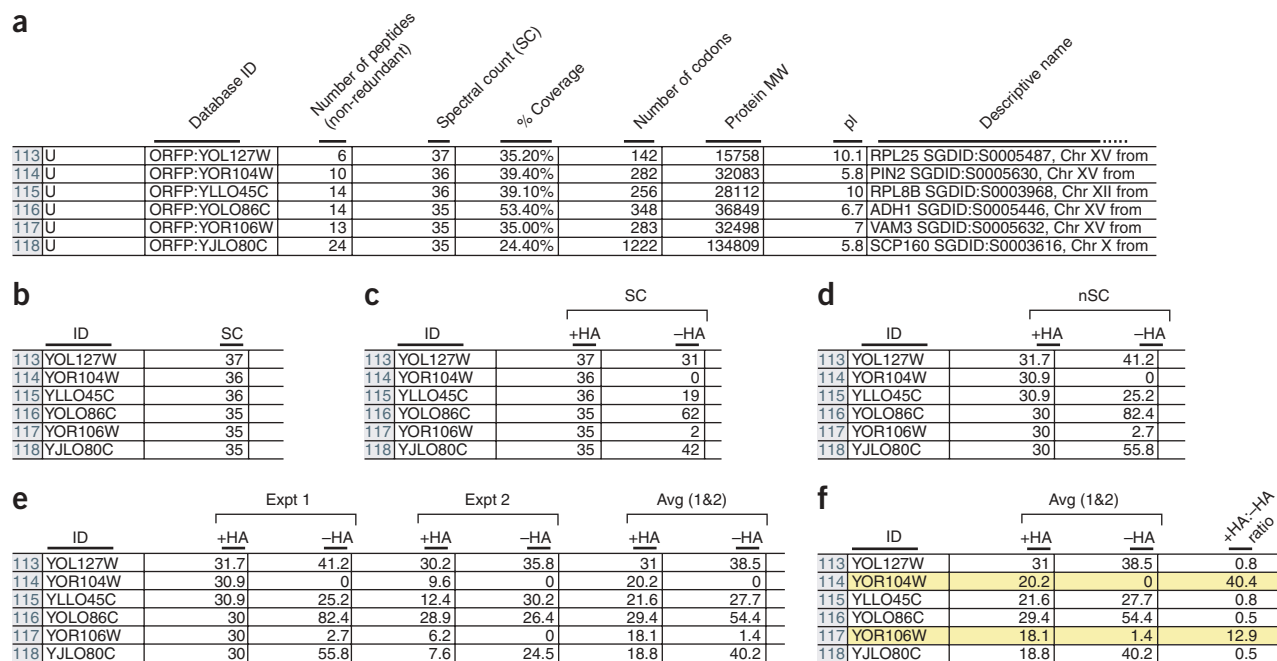 a
Database ID
Number of peptides
(non-redundant)
Spectral count (SC)
% Coverage
Number of codons
Protein MW
pI
Descriptive name
113 U ORFP:YOL127W 6 37 35.20% 142 15758 10.1 RPL25 SGDID:S0005487, Chr XV from
114 U ORFP:YOR104W 10 36 39.40% 282 32083 5.8 PIN2 SGDID:S0005630, Chr XV from
115 U ORFP:YLLO45C 14 36 39.10% 256 28112 10 RPL8B SGDID:S0003968, Chr XII from
116 U ORFP:YOLO86C 14 35 53.40% 348 36849 6.7 ADH1 SGDID:S0005446, Chr XV from
117 U ORFP:YOR106W 13 35 35.00% 283 32498 7 VAM3 SGDID:S0005632, Chr XV from
118 U ORFP:YJLO80C 24 35 24.40% 1222 134809 5.8 SCP160 SGDID:S0003616, Chr X from
b
ID SC
113 YOL127W 37
114 YOR104W 36
115 YLLO45C 36
116 YOLO86C 35
117 YOR106W 35
118 YJLO80C 35
c
SC
ID +HA –HA
113 YOL127W 37 31
114 YOR104W 36 0
115 YLLO45C 36 19
116 YOLO86C 35 62
117 YOR106W 35 2
118 YJLO80C 35 42
d
nSC
ID +HA –HA
113 YOL127W 31.7 41.2
114 YOR104W 30.9 0
115 YLLO45C 30.9 25.2
116 YOLO86C 30 82.4
117 YOR106W 30 2.7
118 YJLO80C 30 55.8
e
Expt 1 Expt 2 Avg (1&2)
ID +HA –HA +HA –HA +HA –HA
113 YOL127W 31.7 41.2 30.2 35.8 31 38.5
114 YOR104W 30.9 0 9.6 0 20.2 0
115 YLLO45C 30.9 25.2 12.4 30.2 21.6 27.7
116 YOLO86C 30 82.4 28.9 26.4 29.4 54.4
117 YOR106W 30 2.7 6.2 0 18.1 1.4
118 YJLO80C 30 55.8 7.6 24.5 18.8 40.2
f
Avg (1&2)
+HA:–HA
ratio
ID +HA –HA
113 YOL127W 31 38.5 0.8
114 YOR104W 20.2 0 40.4
115 YLLO45C 21.6 27.7 0.8
116 YOLO86C 29.4 54.4 0.5
117 YOR106W 18.1 1.4 12.9
118 YJLO80C 18.8 40.2 0.5